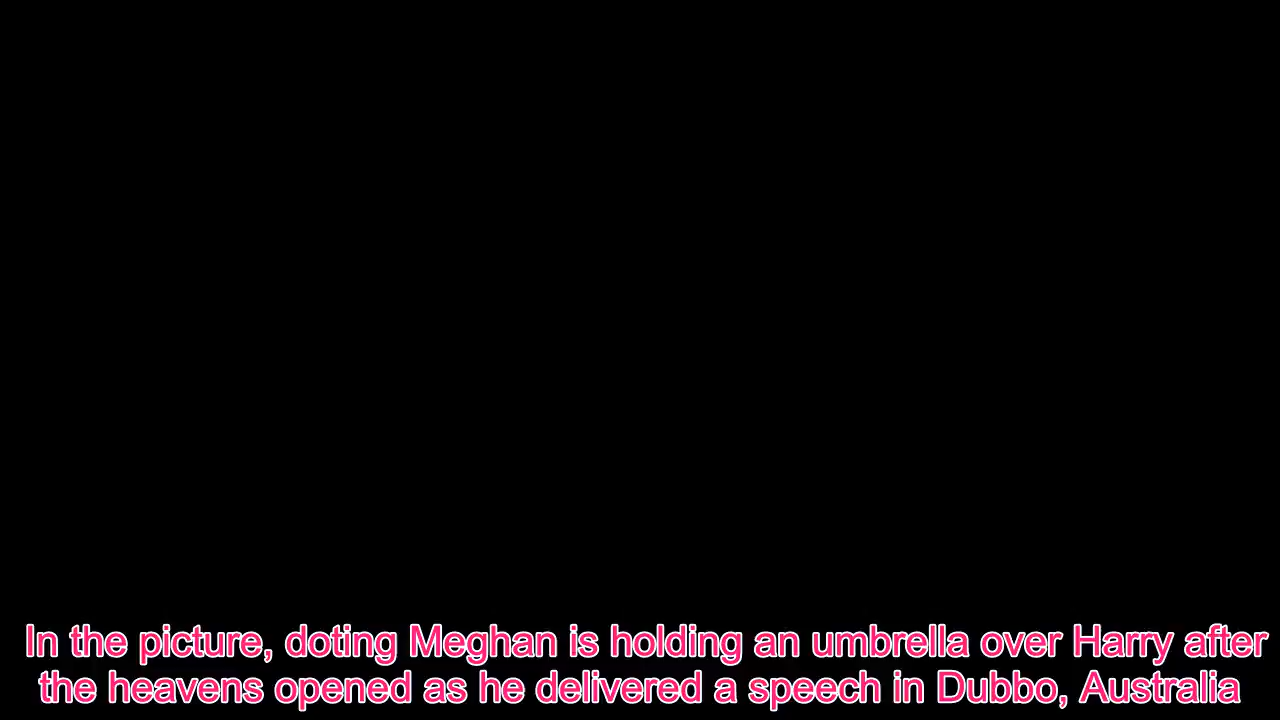 In the picture, doting Meghan is holding an umbrella over Harry after
the heavens opened as he delivered a speech in Dubbo, Australia